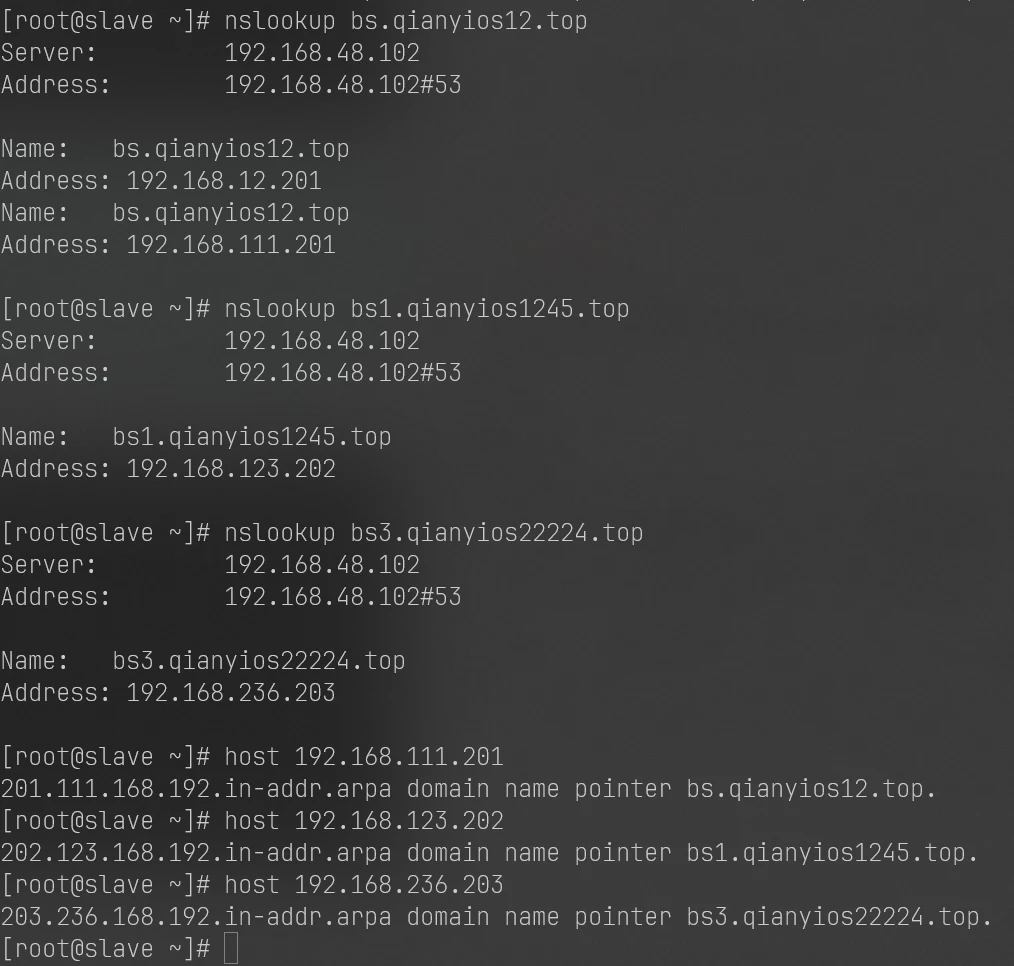 [root@slave ~]# nslookup bs.qianyios12.top
Server:         192.168.48.102
Address:        192.168.48.102#53
Name:   bs.qianyios12.top
Address: 192.168.12.201
Name:   bs.qianyios12.top
Address: 192.168.111.201
[root@slave ~]# nslookup bs1.qianyios1245.top
Server:         192.168.48.102
Address:        192.168.48.102#53
Name:   bs1.qianyios1245.top
Address: 192.168.123.202
[root@slave ~]# nslookup bs3.qianyios22224.top
Server:         192.168.48.102
Address:        192.168.48.102#53
Name:   bs3.qianyios22224.top
Address: 192.168.236.203
[root@slave ~]# host 192.168.111.201
201.111.168.192.in-addr.arpa domain name pointer bs.qianyios12.top.
[root@slave ~]# host 192.168.123.202
202.123.168.192.in-addr.arpa domain name pointer bs1.qianyios1245.top.
[root@slave ~]# host 192.168.236.203
203.236.168.192.in-addr.arpa domain name pointer bs3.qianyios22224.top.
[root@slave ~]#